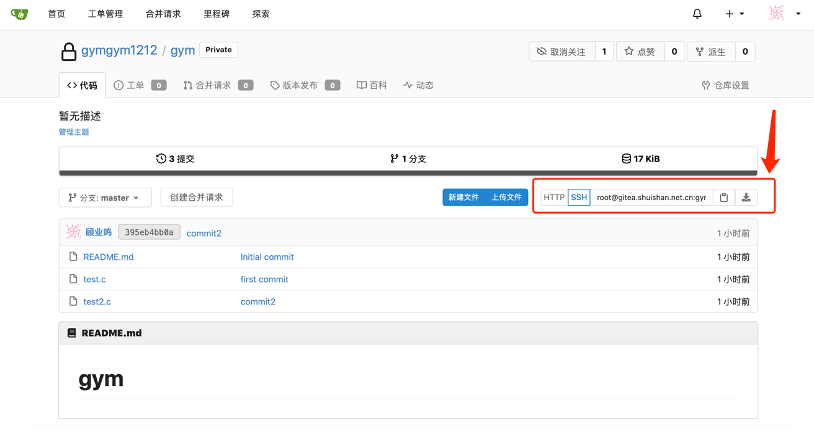 首页 工单管理 合并请求 里程碑 探索
gymgym1212 / gym Private 取消关注 1 点赞 0 派生 0
代码 工单 0 合并请求 0 版本发布 0 百科 动态 仓库设置
暂无描述
管理主题
3 提交 1 分支 17 KiB
分支: master 创建合并请求 新建文件 上传文件 HTTP SSH root@gitea.shuishan.net.cn:gyr
顾业鸣 395eb4bb0a commit2 1 小时前
README.md Initial commit 1 小时前
test.c first commit 1 小时前
test2.c commit2 1 小时前
README.md
gym